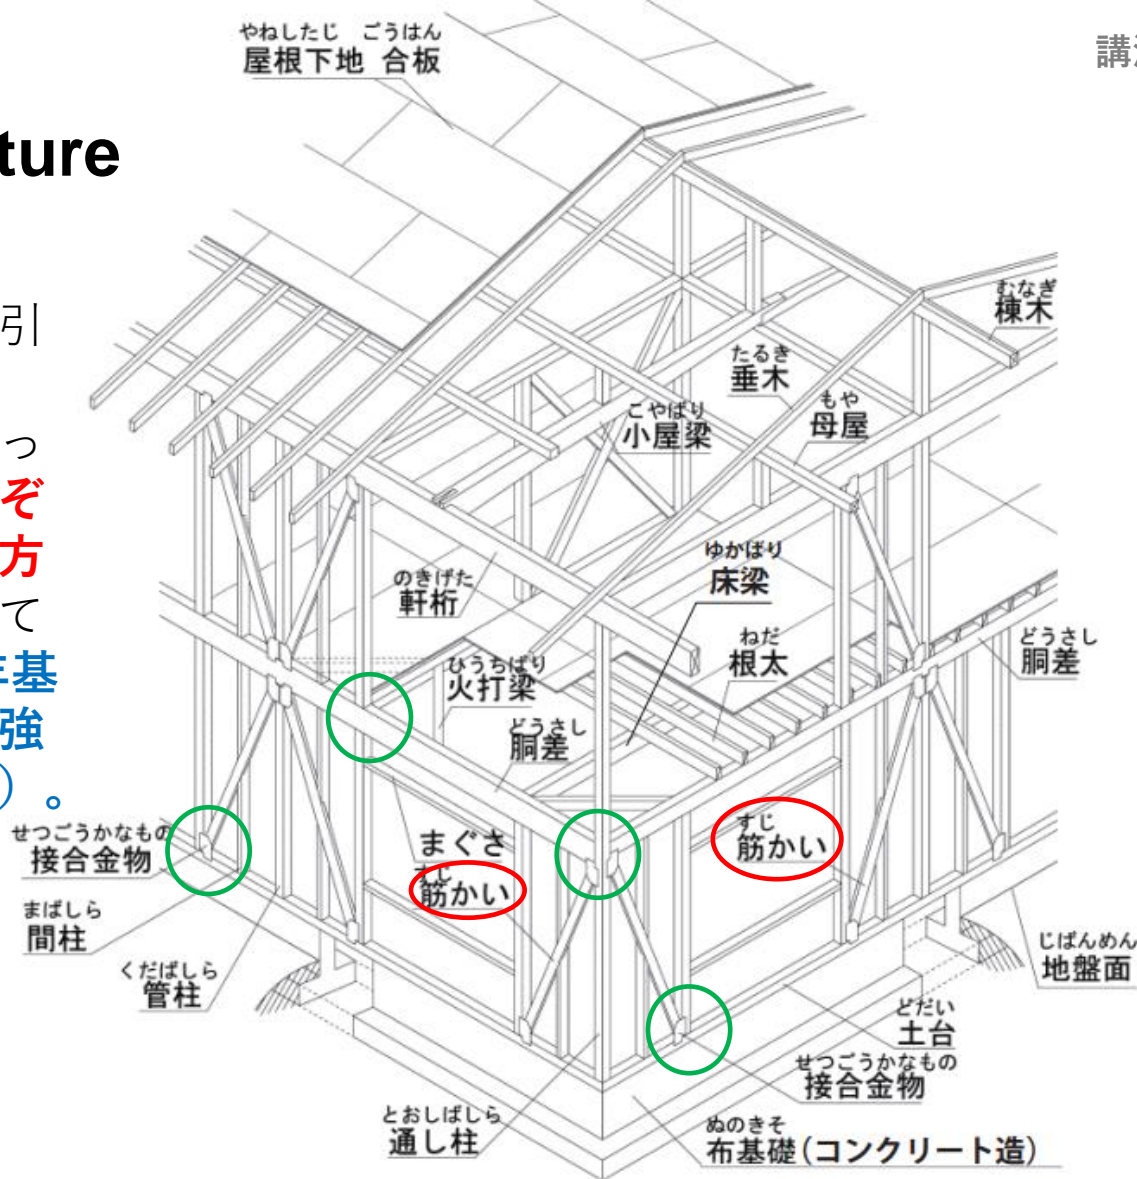 講演
ture
引
っ
ぞ
方
て
基
強
）。
やねしたじ ごうはん
屋根下地 合板
むなぎ
棟木
たるき
垂木
もや
母屋
こやばり
小屋梁
ゆかばり
床梁
のきげた
軒桁
ねだ
根太
どうさし
胴差
ひうちばり
火打梁
どうさし
胴差
まぐさ
すじ
筋かい
すじ
筋かい
せつごうかなもの
接合金物
まばしら
間柱
くだばしら
管柱
じばんめん
地盤面
どだい
土台
せつごうかなもの
接合金物
とおしばしら
通し柱
ぬのきそ
布基礎(コンクリート造)